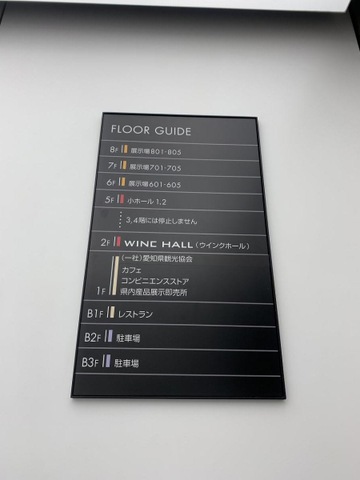 FLOOR GUIDE
8F 展示場801-805
7F 展示場701-705
6F 展示場601-605
5F 小ホール 1,2
3,4階には停止しません
2F WINC HALL (ウインクホール)
(一社)愛知県観光協会
カフェ
コンビニエンスストア
1F 県内産品展示即売所
B1F レストラン
B2F 駐車場
B3F 駐車場